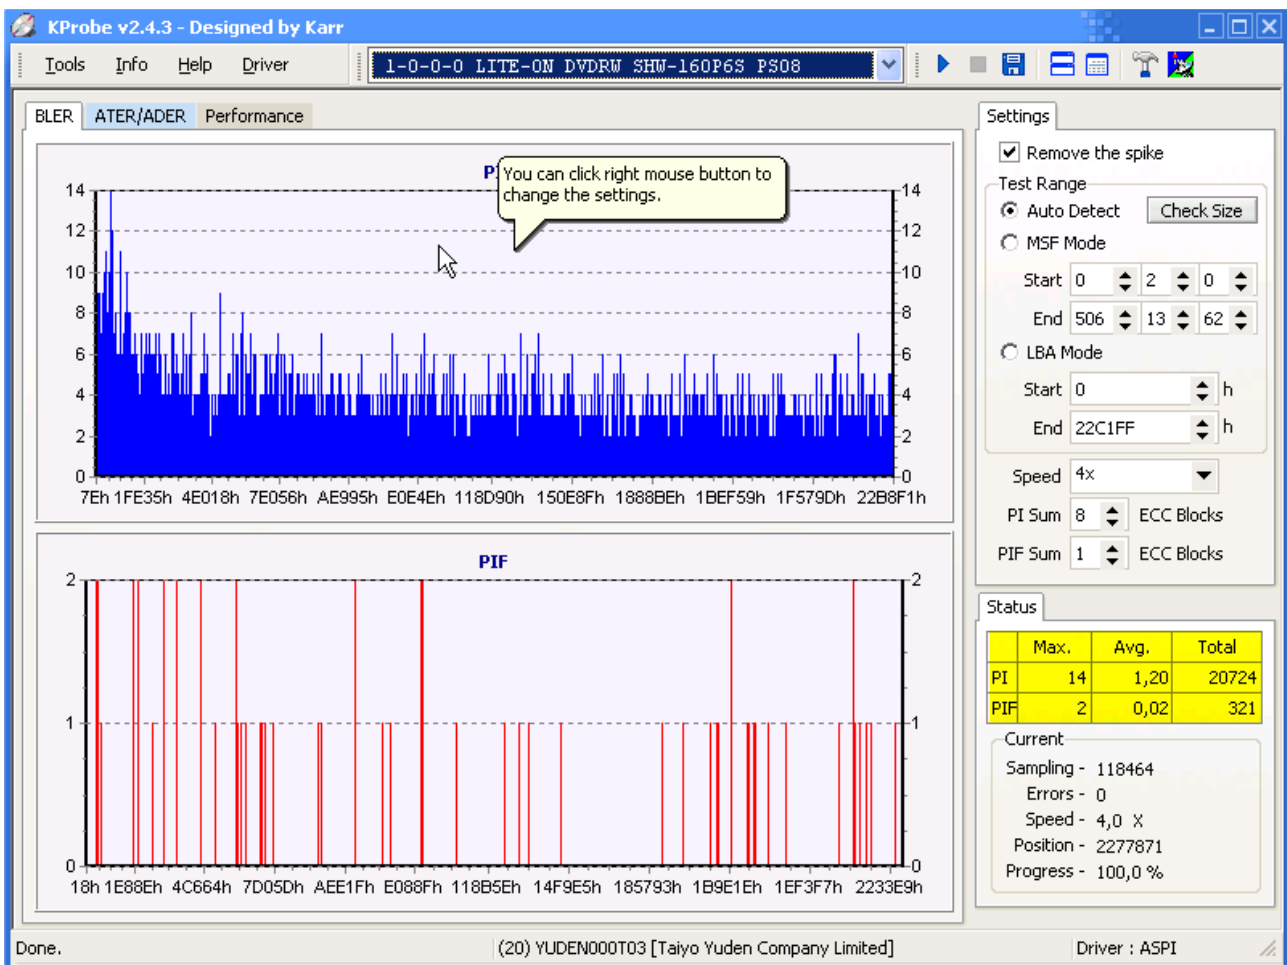 KProbe v2.4.3 - Designed by Karr
Tools Info Help Driver 1-0-0-0 LITE-ON DVDRW SHW-160P6S PS08
BLER ATER/ADER Performance
You can click right mouse button to
change the settings.
14 14
12 12
10 10
8 8
6 6
4 4
2 2
0 0
7Eh 1FE35h 4E018h 7E056h AE995h E0E4Eh 118D90h 150E8Fh 1888BEh 1BEF59h 1F579Dh 22B8F1h
PIF
2 2
1 1
0 0
18h 1E88Eh 4C664h 7D05Dh AEE1Fh E088Fh 118B5Eh 14F9E5h 185793h 1B9E1Eh 1EF3F7h 2233E9h
Settings
Remove the spike
Test Range
Auto Detect Check Size
MSF Mode
Start 0 2 0
End 506 13 62
LBA Mode
Start 0 h
End 22C1FF h
Speed 4x
PI Sum 8 ECC Blocks
PIF Sum 1 ECC Blocks
Status
Max. Avg. Total
PI 14 1,20 20724
PIF 2 0,02 321
Current
Sampling - 118464
Errors - 0
Speed - 4,0 X
Position - 2277871
Progress - 100,0 %
Done. (20) YUDEN000T03 [Taiyo Yuden Company Limited] Driver : ASPI